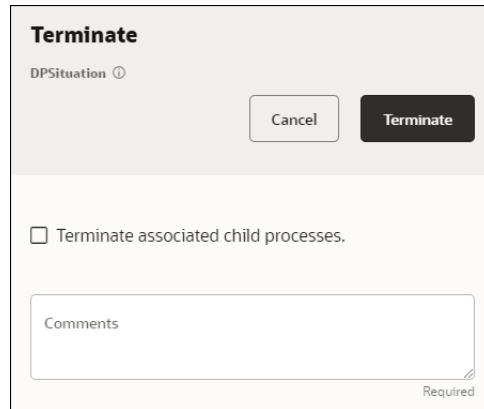 Terminate
DPSituation
Cancel
Terminate
Terminate associated child processes.
Comments
Required